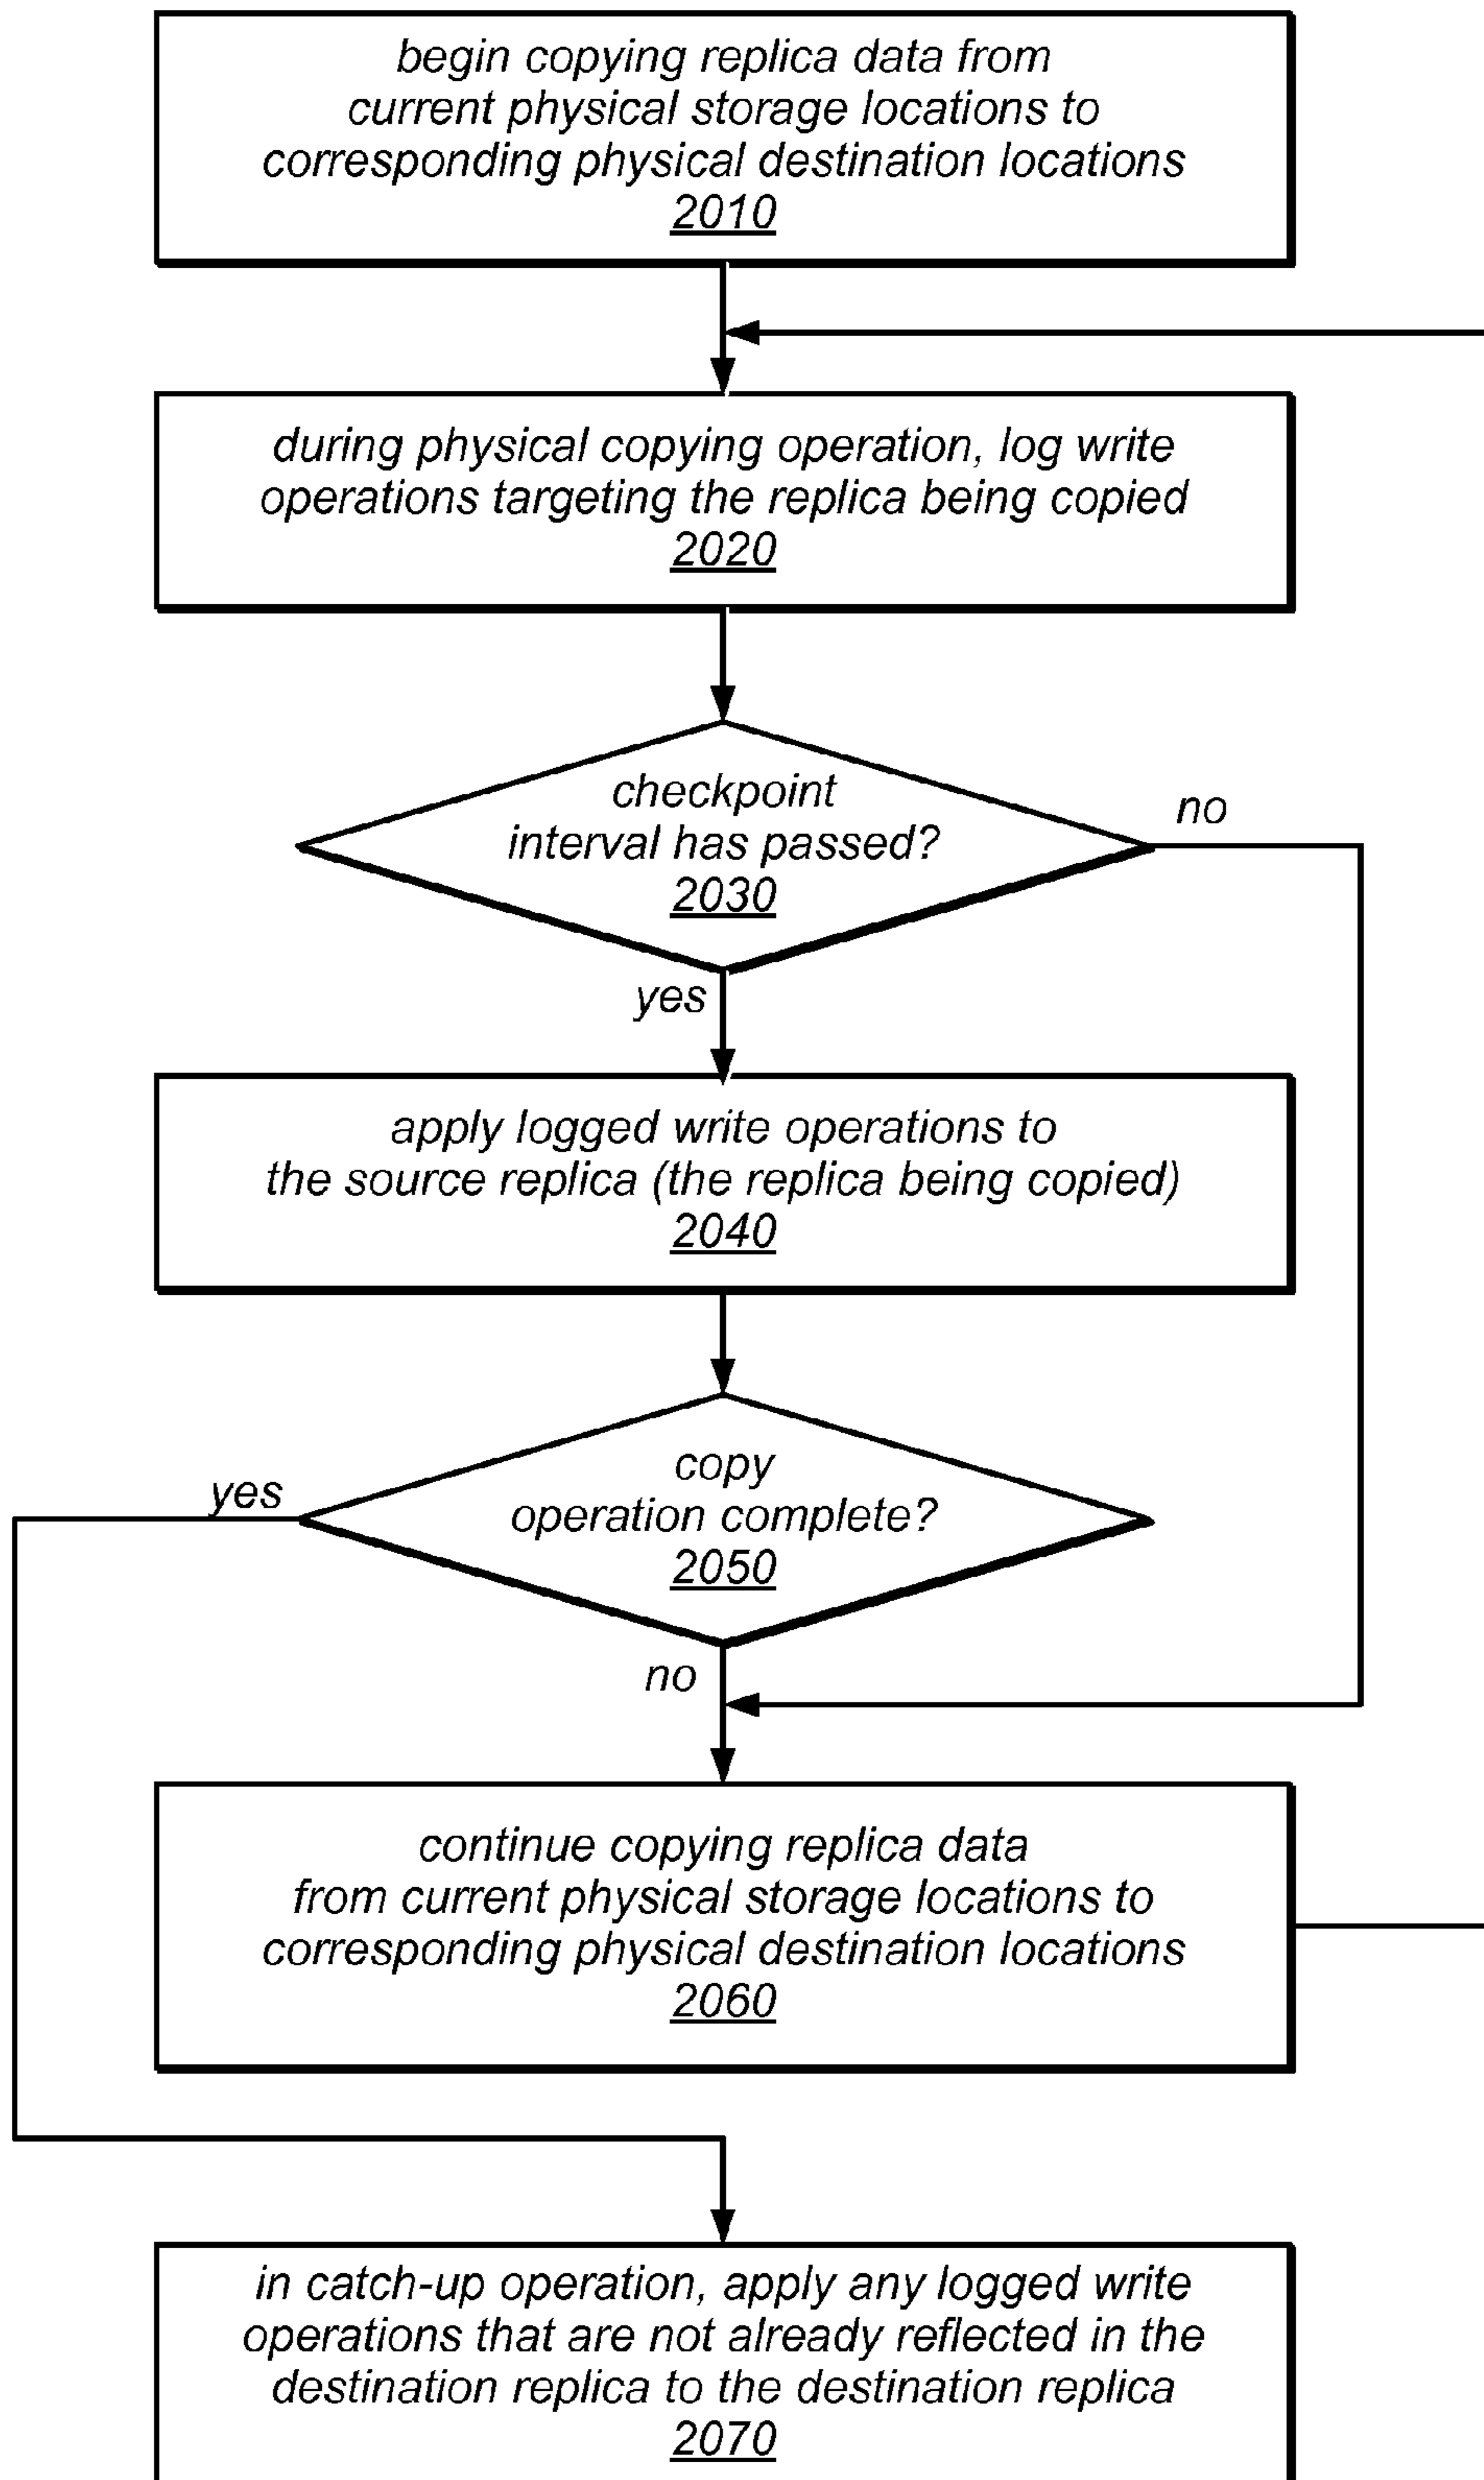 begin copying replica data from
current physical storage locations to
corresponding physical destination locations
2010
during physical copying operation, log write
operations targeting the replica being copied
2020
checkpoint
interval has passed?
2030
no
yes
apply logged write operations to
the source replica (the replica being copied)
2040
copy
operation complete?
2050
yes
no
continue copying replica data
from current physical storage locations to
corresponding physical destination locations
2060
in catch-up operation, apply any logged write
operations that are not already reflected in the
destination replica to the destination replica
2070